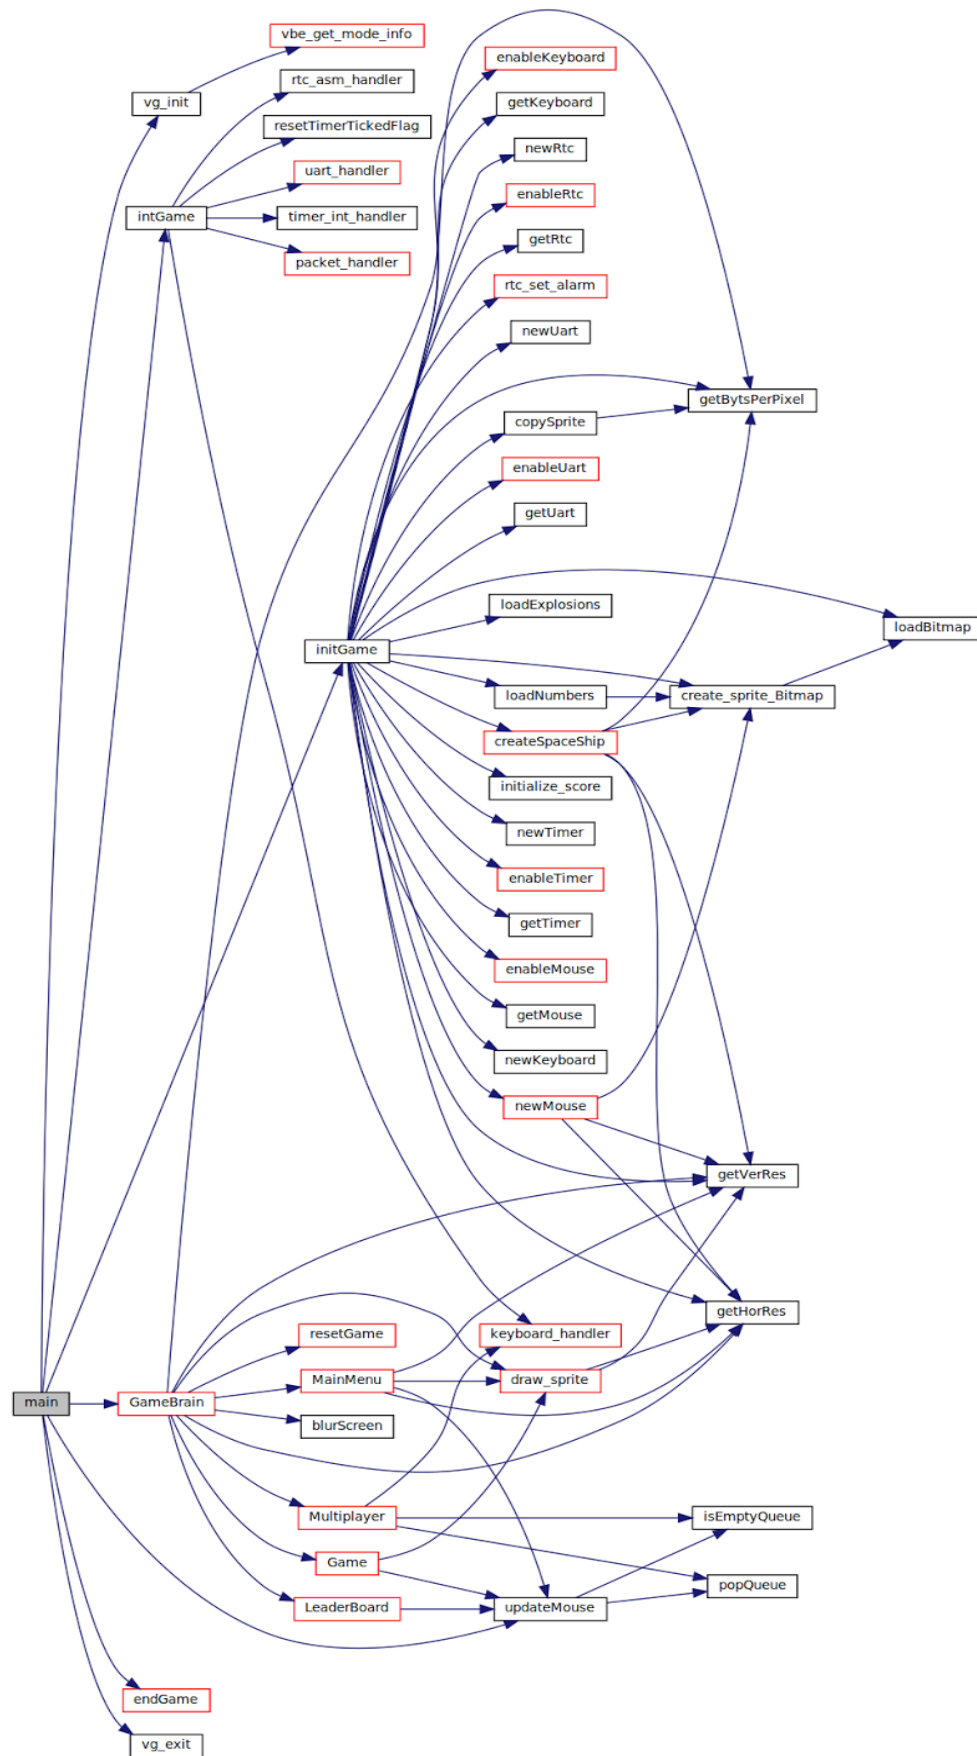 vbe_get_mode_info
enableKeyboard
rtc_asm_handler
vg_init
getKeyboard
resetTimerTickedFlag
newRtc
uart_handler
enableRtc
intGame
timer_int_handler
getRtc
packet_handler
rtc_set_alarm
newUart
getBytsPerPixel
copySprite
enableUart
getUart
loadExplosions
loadBitmap
initGame
loadNumbers
create_sprite_Bitmap
createSpaceShip
initialize_score
newTimer
enableTimer
getTimer
enableMouse
getMouse
newKeyboard
newMouse
getVerRes
getHorRes
resetGame
keyboard_handler
MainMenu
draw_sprite
main
GameBrain
blurScreen
Multiplayer
isEmptyQueue
Game
popQueue
LeaderBoard
updateMouse
endGame
vg_exit